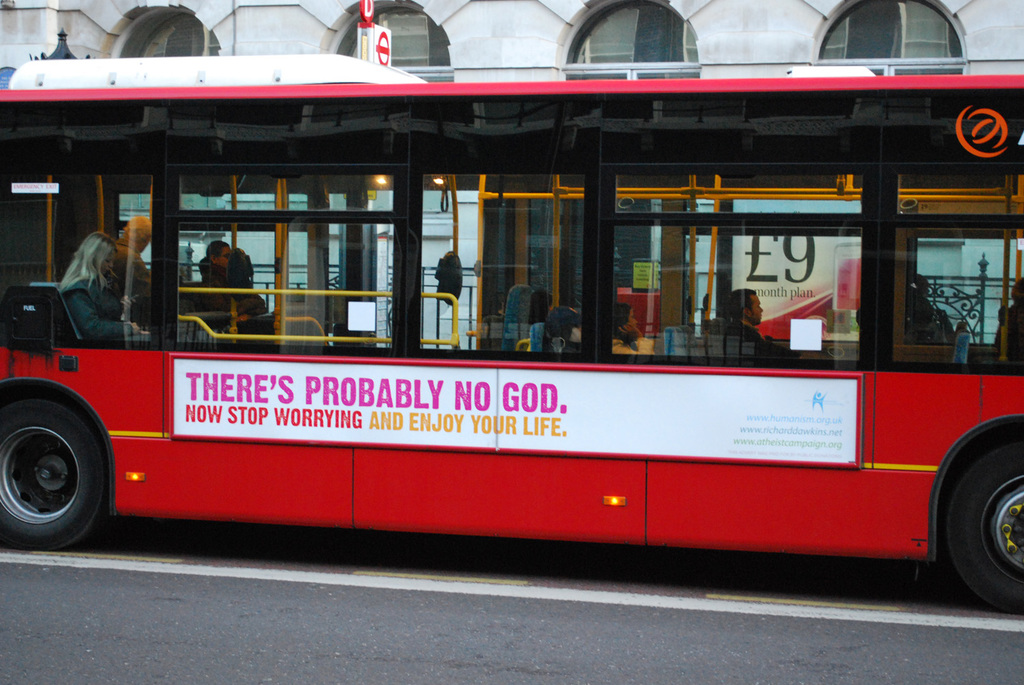 EMERGENCY EXIT
£9
month plan.
FUEL
THERE'S PROBABLY NO GOD.
NOW STOP WORRYING AND ENJOY YOUR LIFE.
www.humanism.org.uk
www.richarddawkins.net
www.atheistcampaign.org